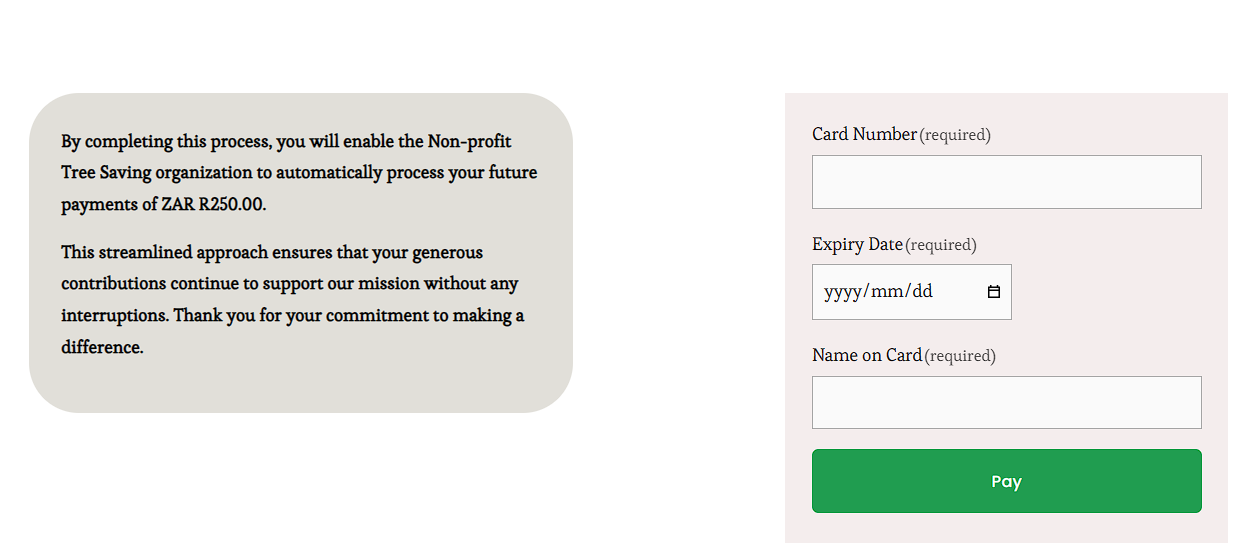 By completing this process, you will enable the Non-profit
Tree Saving organization to automatically process your future
payments of ZAR R250.00.
This streamlined approach ensures that your generous
contributions continue to support our mission without any
interruptions. Thank you for your commitment to making a
difference.
Card Number (required)
Expiry Date (required)
yyyy/mm/dd
Name on Card (required)
Pay